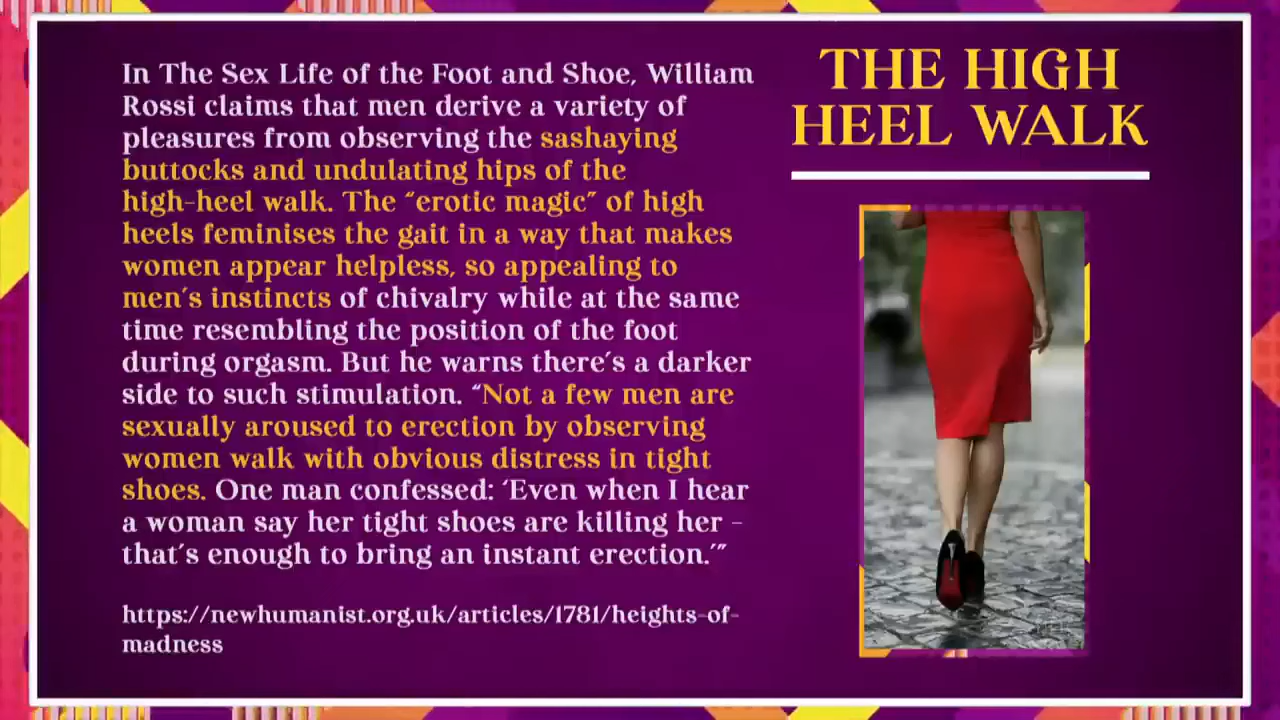 In The Sex Life of the Foot and Shoe, William
Rossi claims that men derive a variety of
pleasures from observing the sashaying
buttocks and undulating hips of the
high-heel walk. The “erotic magic” of high
heels feminises the gait in a way that makes
women appear helpless, so appealing to
men’s instincts of chivalry while at the same
time resembling the position of the foot
during orgasm. But he warns there’s a darker
side to such stimulation. “Not a few men are
sexually aroused to erection by observing
women walk with obvious distress in tight
shoes. One man confessed: ‘Even when I hear
a woman say her tight shoes are killing her –
that’s enough to bring an instant erection.’”
https://newhumanist.org.uk/articles/1781/heights-of-
madness
THE HIGH
HEEL WALK